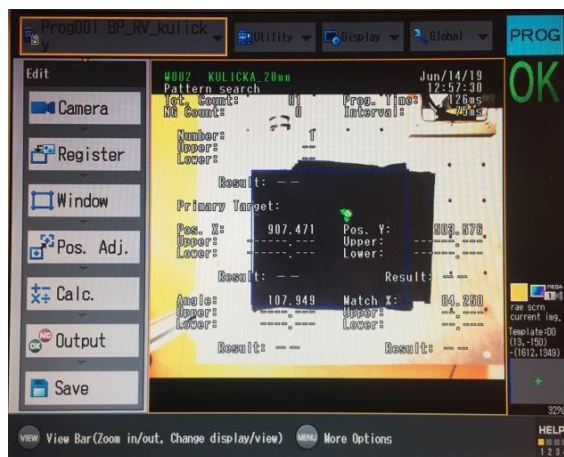 Prog001 BP_RV_kulick
y
Utility
Display
Global
PROG
OK
Edit
Camera
Register
Window
Pos. Adj.
Calc.
Output
Save
W002 KULICKA_20mm
Jun/14/19
Pattern search
12:57:30
Tot. Count: 81 Prog. Time: 126ms
NG Count: 0 Interval: 75ms
Number: 1
Upper: --
Lower: --
Result: --
Primary Target:
Pos. X: 907.471 Pos. Y: 503.576
Upper: ----.--- Upper: ----.---
Lower: ----.--- Lower: ----.---
Result: -- Result: --
Angle: 107.949 Match %: 84.250
Upper: ----.--- Upper: --.---
Lower: ----.--- Lower: --.---
Result: -- Result: --
raw scrn
current img.
Template:00
(13,-150)
-(1612,1349)
32%
VIEW View Bar(Zoom in/out, Change display/view) MENU More Options
HELP